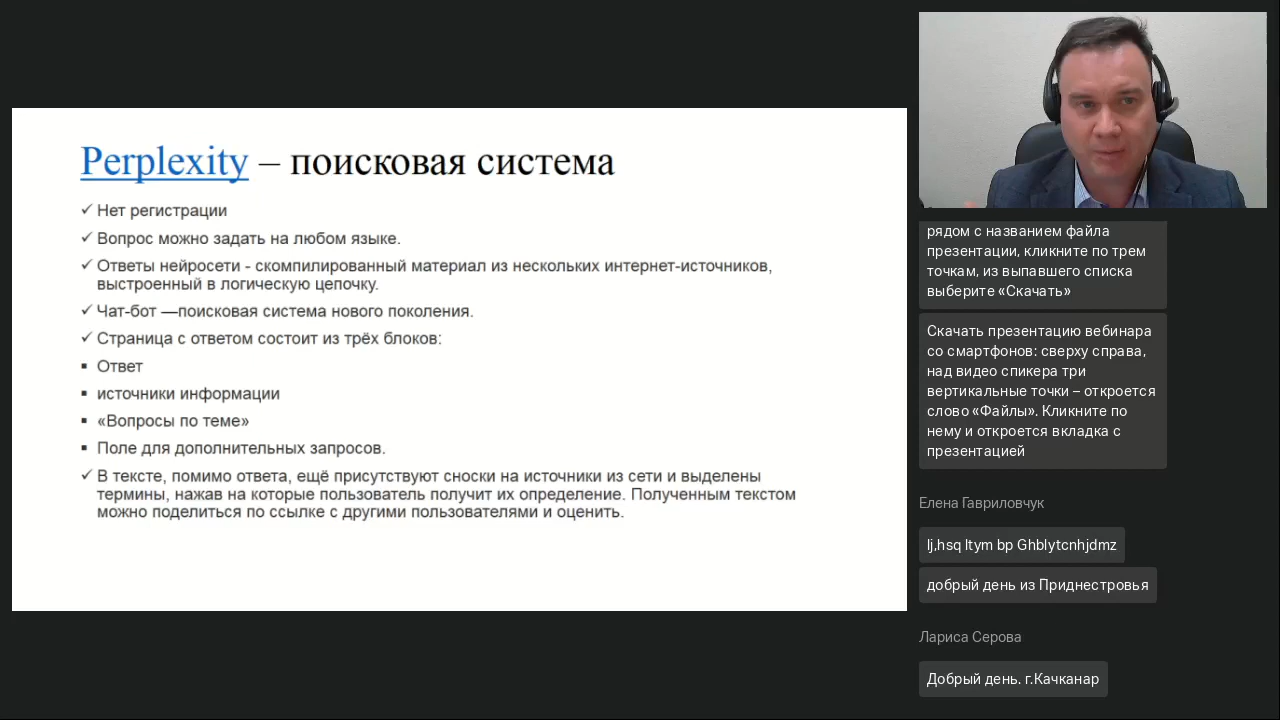 Perplexity – поисковая система
✓ Нет регистрации
✓ Вопрос можно задать на любом языке.
✓ Ответы нейросети - скомпилированный материал из нескольких интернет-источников,
выстроенный в логическую цепочку.
✓ Чат-бот —поисковая система нового поколения.
✓ Страница с ответом состоит из трёх блоков:
▪ Ответ
▪ источники информации
▪ «Вопросы по теме»
▪ Поле для дополнительных запросов.
✓ В тексте, помимо ответа, ещё присутствуют сноски на источники из сети и выделены
термины, нажав на которые пользователь получит их определение. Полученным текстом
можно поделиться по ссылке с другими пользователями и оценить.
рядом с названием файла
презентации, кликните по трем
точкам, из выпавшего списка
выберите «Скачать»
Скачать презентацию вебинара
со смартфонов: сверху справа,
над видео спикера три
вертикальные точки – откроется
слово «Файлы». Кликните по
нему и откроется вкладка с
презентацией
Елена Гавриловчук
lj,hsq ltym bp Ghblytcnhjdmz
добрый день из Приднестровья
Лариса Серова
Добрый день. г.Качканар